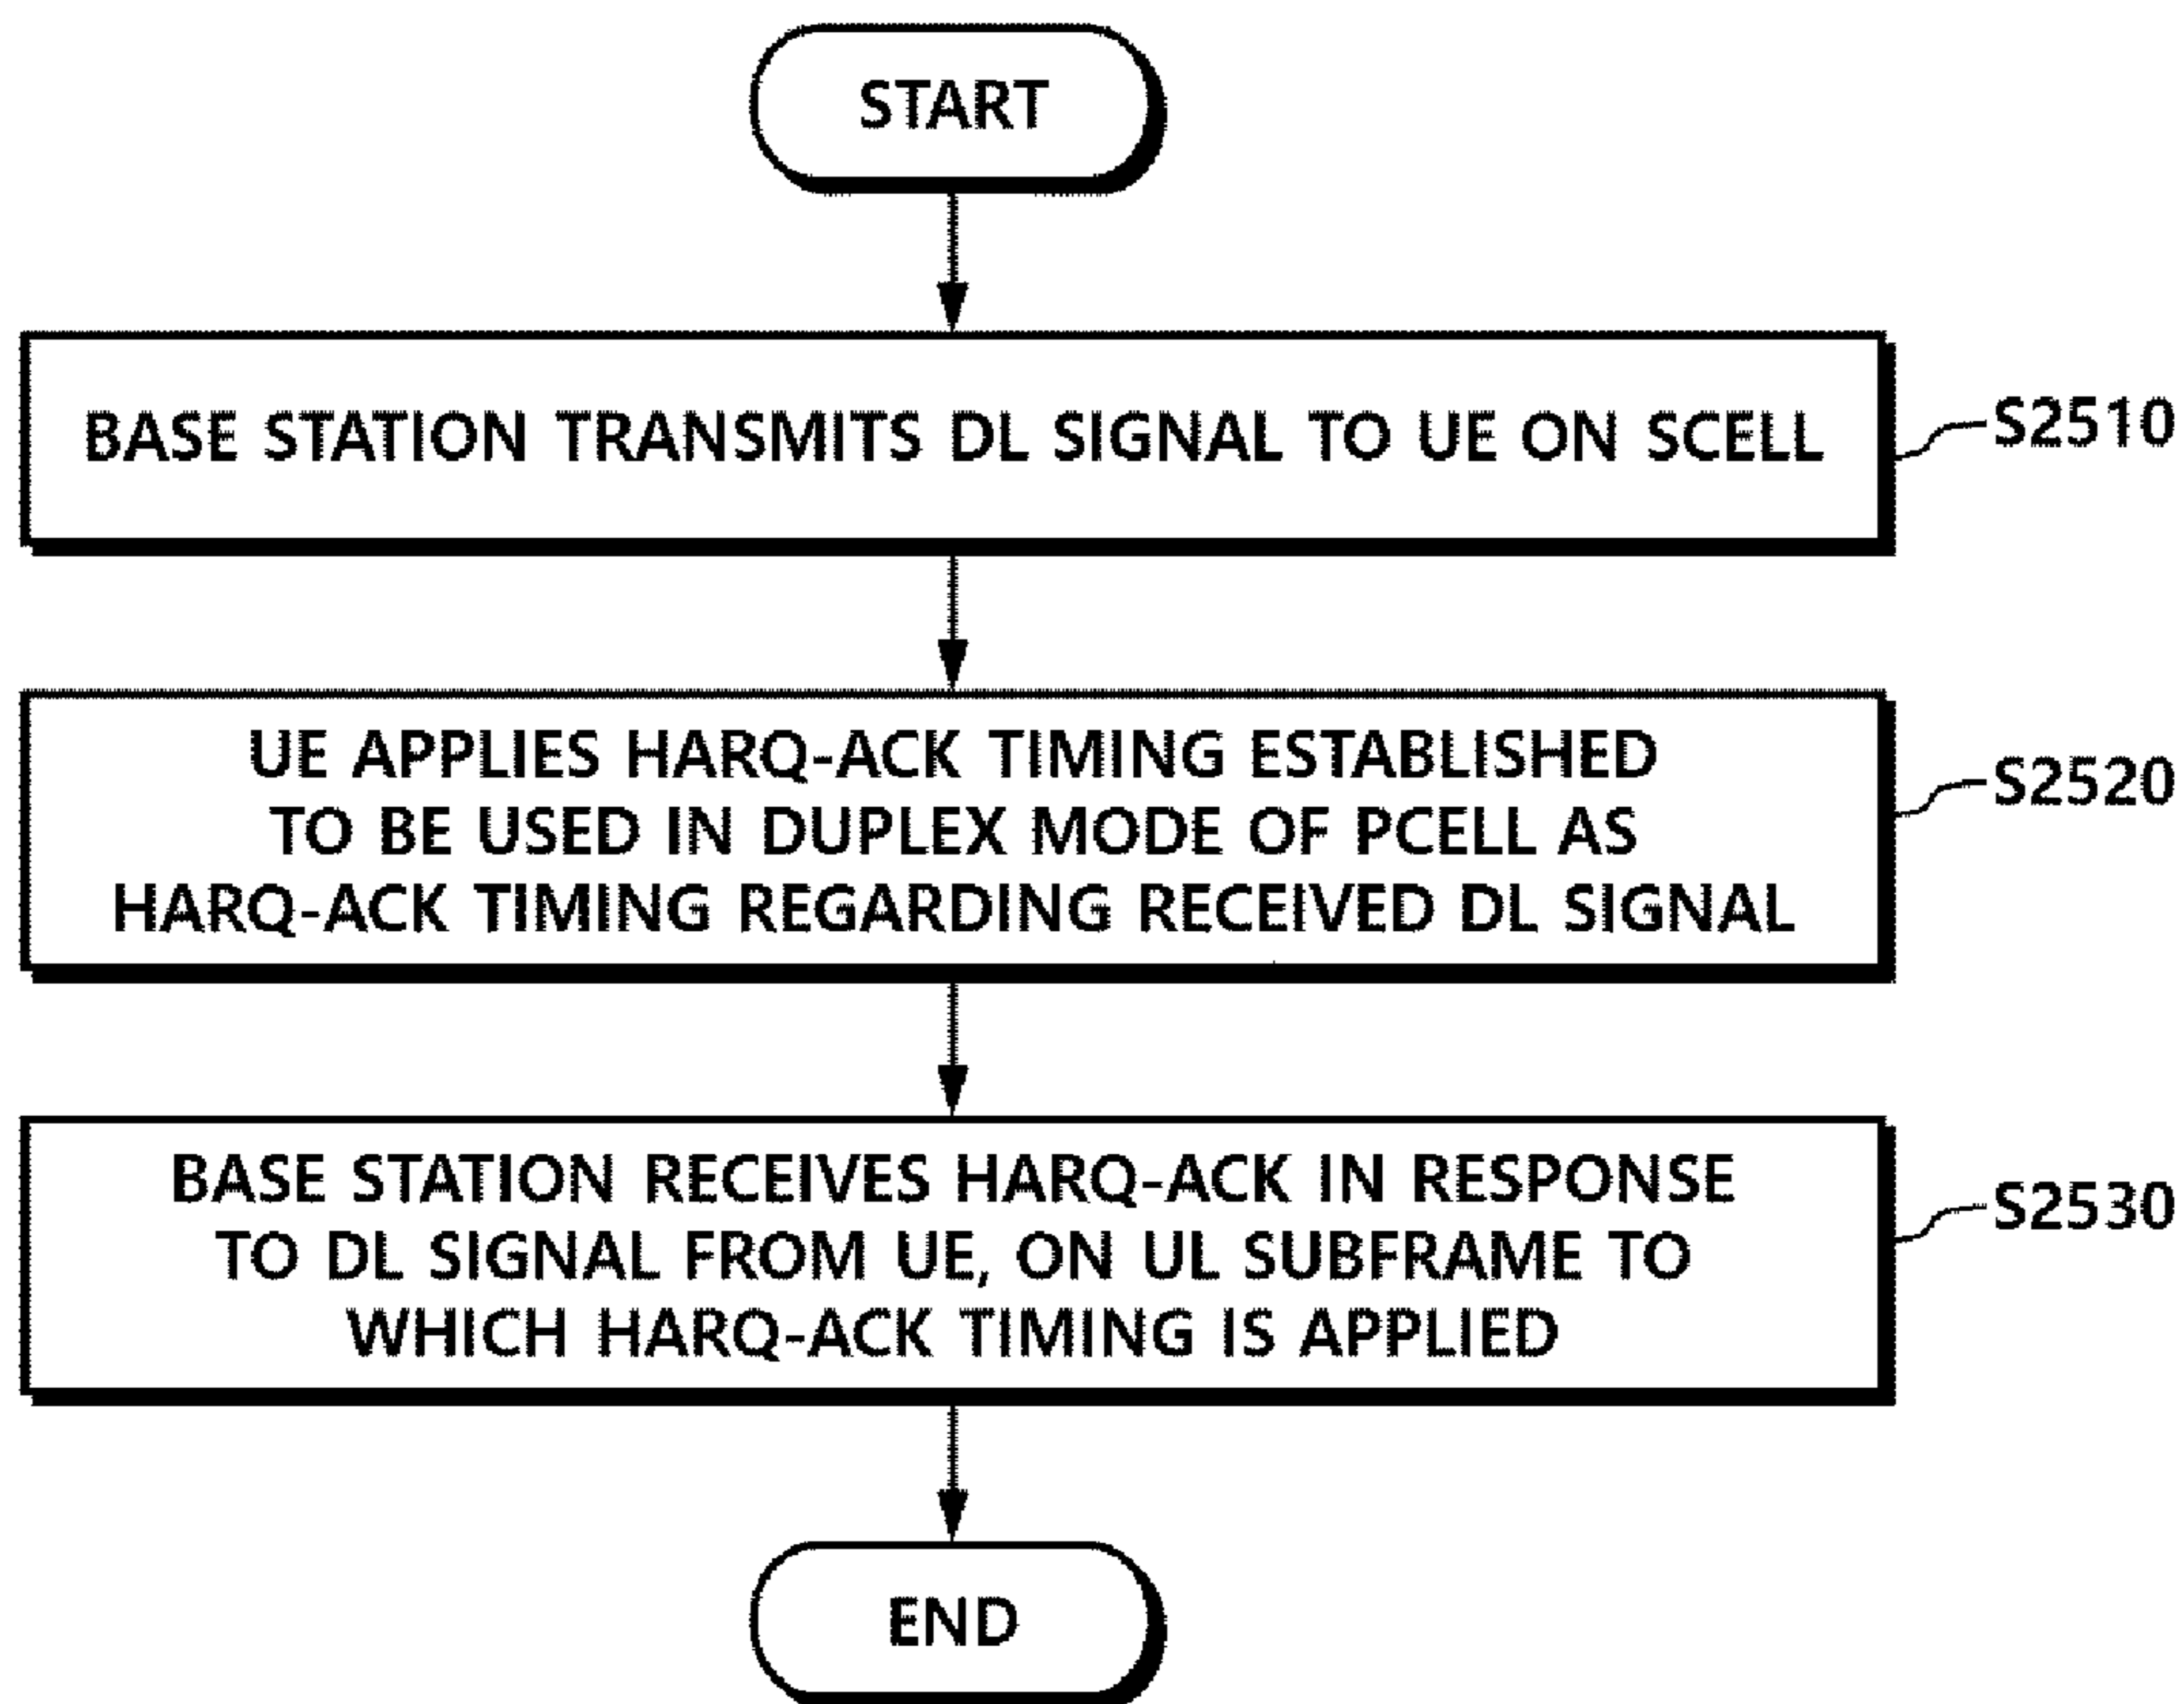 START
BASE STATION TRANSMITS DL SIGNAL TO UE ON SCELL
S2510
UE APPLIES HARQ-ACK TIMING ESTABLISHED
TO BE USED IN DUPLEX MODE OF PCELL AS
HARQ-ACK TIMING REGARDING RECEIVED DL SIGNAL
S2520
BASE STATION RECEIVES HARQ-ACK IN RESPONSE
TO DL SIGNAL FROM UE, ON UL SUBFRAME TO
WHICH HARQ-ACK TIMING IS APPLIED
S2530
END